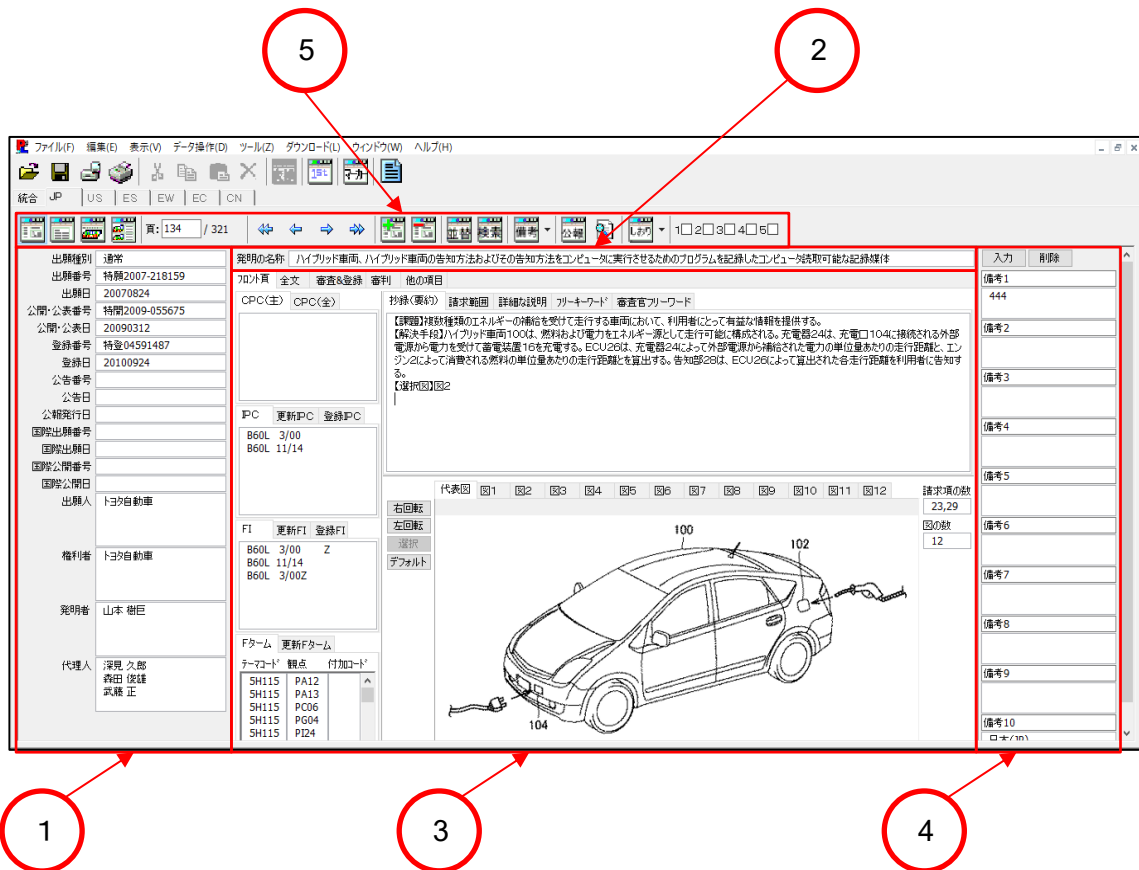 5
2
ファイル(F) 編集(E) 表示(V) データ操作(D) ツール(Z) ダウンロード(L) ウィンドウ(W) ヘルプ(H)
1st マーカー
統合 JP US ES EW EC CN
頁: 134 / 321 並替 検索 備考 公報 しおり 1 2 3 4 5
出願種別 通常
出願番号 特願2007-218159
出願日 20070824
公開・公表番号 特開2009-055675
公開・公表日 20090312
登録番号 特登04591487
登録日 20100924
公告番号
公告日
公報発行日
国際出願番号
国際出願日
国際公開番号
国際公開日
出願人 トヨタ自動車
権利者 トヨタ自動車
発明者 山本 樹巨
代理人 深見 久郎
森田 俊雄
武藤 正
発明の名称 ハイブリッド車両、ハイブリッド車両の告知方法およびその告知方法をコンピュータに実行させるためのプログラムを記録したコンピュータ読取可能な記録媒体
フロント頁 全文 審査&登録 審判 他の項目
CPC(主) CPC(全)
IPC 更新IPC 登録IPC
B60L 3/00
B60L 11/14
FI 更新FI 登録FI
B60L 3/00 Z
B60L 11/14
B60L 3/00Z
Fターム 更新Fターム
テーマコード 観点 付加コード
5H115 PA12
5H115 PA13
5H115 PC06
5H115 PG04
5H115 PI24
抄録(要約) 請求範囲 詳細な説明 フリーキーワード 審査官フリーワード
【課題】複数種類のエネルギーの補給を受けて走行する車両において、利用者にとって有益な情報を提供する。
【解決手段】ハイブリッド車両100は、燃料および電力をエネルギー源として走行可能に構成される。充電器24は、充電口104に接続される外部
電源から電力を受けて蓄電装置16を充電する。ECU26は、充電器24によって外部電源から補給された電力の単位量あたりの走行距離と、エン
ジン2によって消費される燃料の単位量あたりの走行距離とを算出する。告知部28は、ECU26によって算出された各走行距離を利用者に告知す
る。
【選択図】図2
代表図 図1 図2 図3 図4 図5 図6 図7 図8 図9 図10 図11 図12
右回転
左回転
選択
デフォルト
100
102
104
請求項の数
23,29
図の数
12
入力 削除
備考1
444
備考2
備考3
備考4
備考5
備考6
備考7
備考8
備考9
備考10
日本(JP)
1
3
4